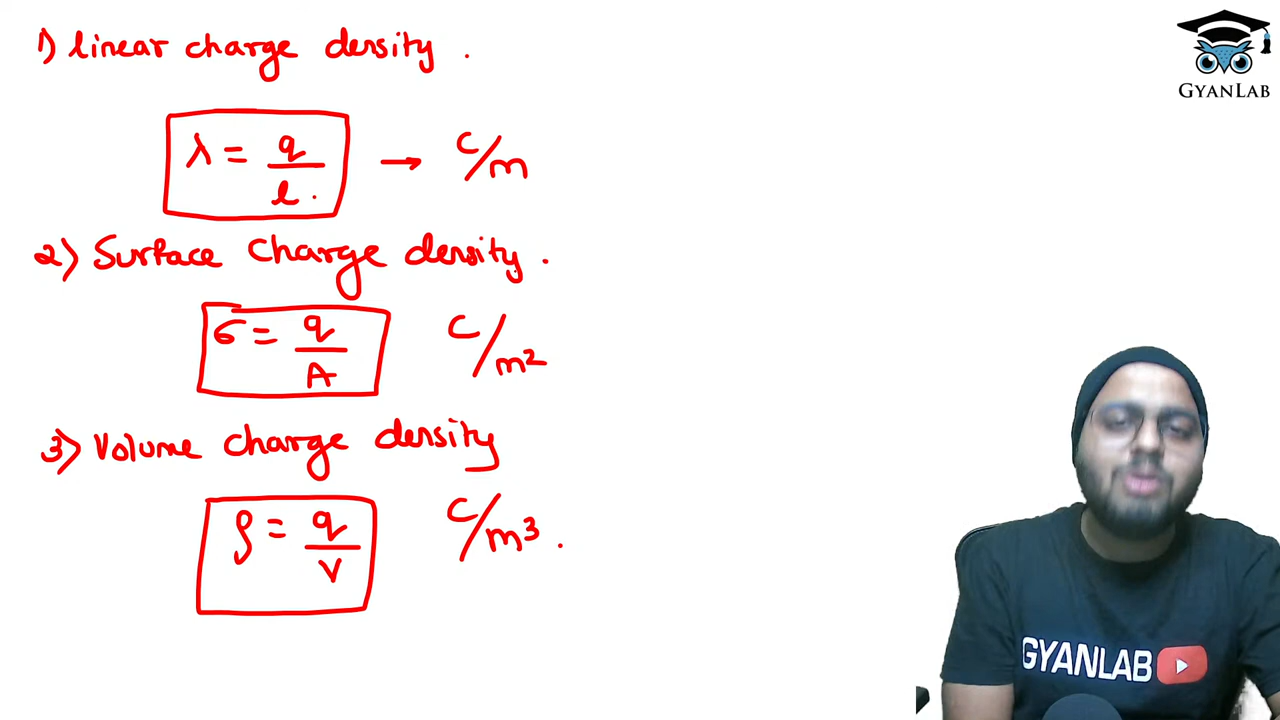 1) linear charge density .
λ = q/l . → C/m
2) Surface charge density .
σ = q/A C/m²
3) Volume charge density
ρ = q/V C/m³ .
GYANLAB
GYANLAB